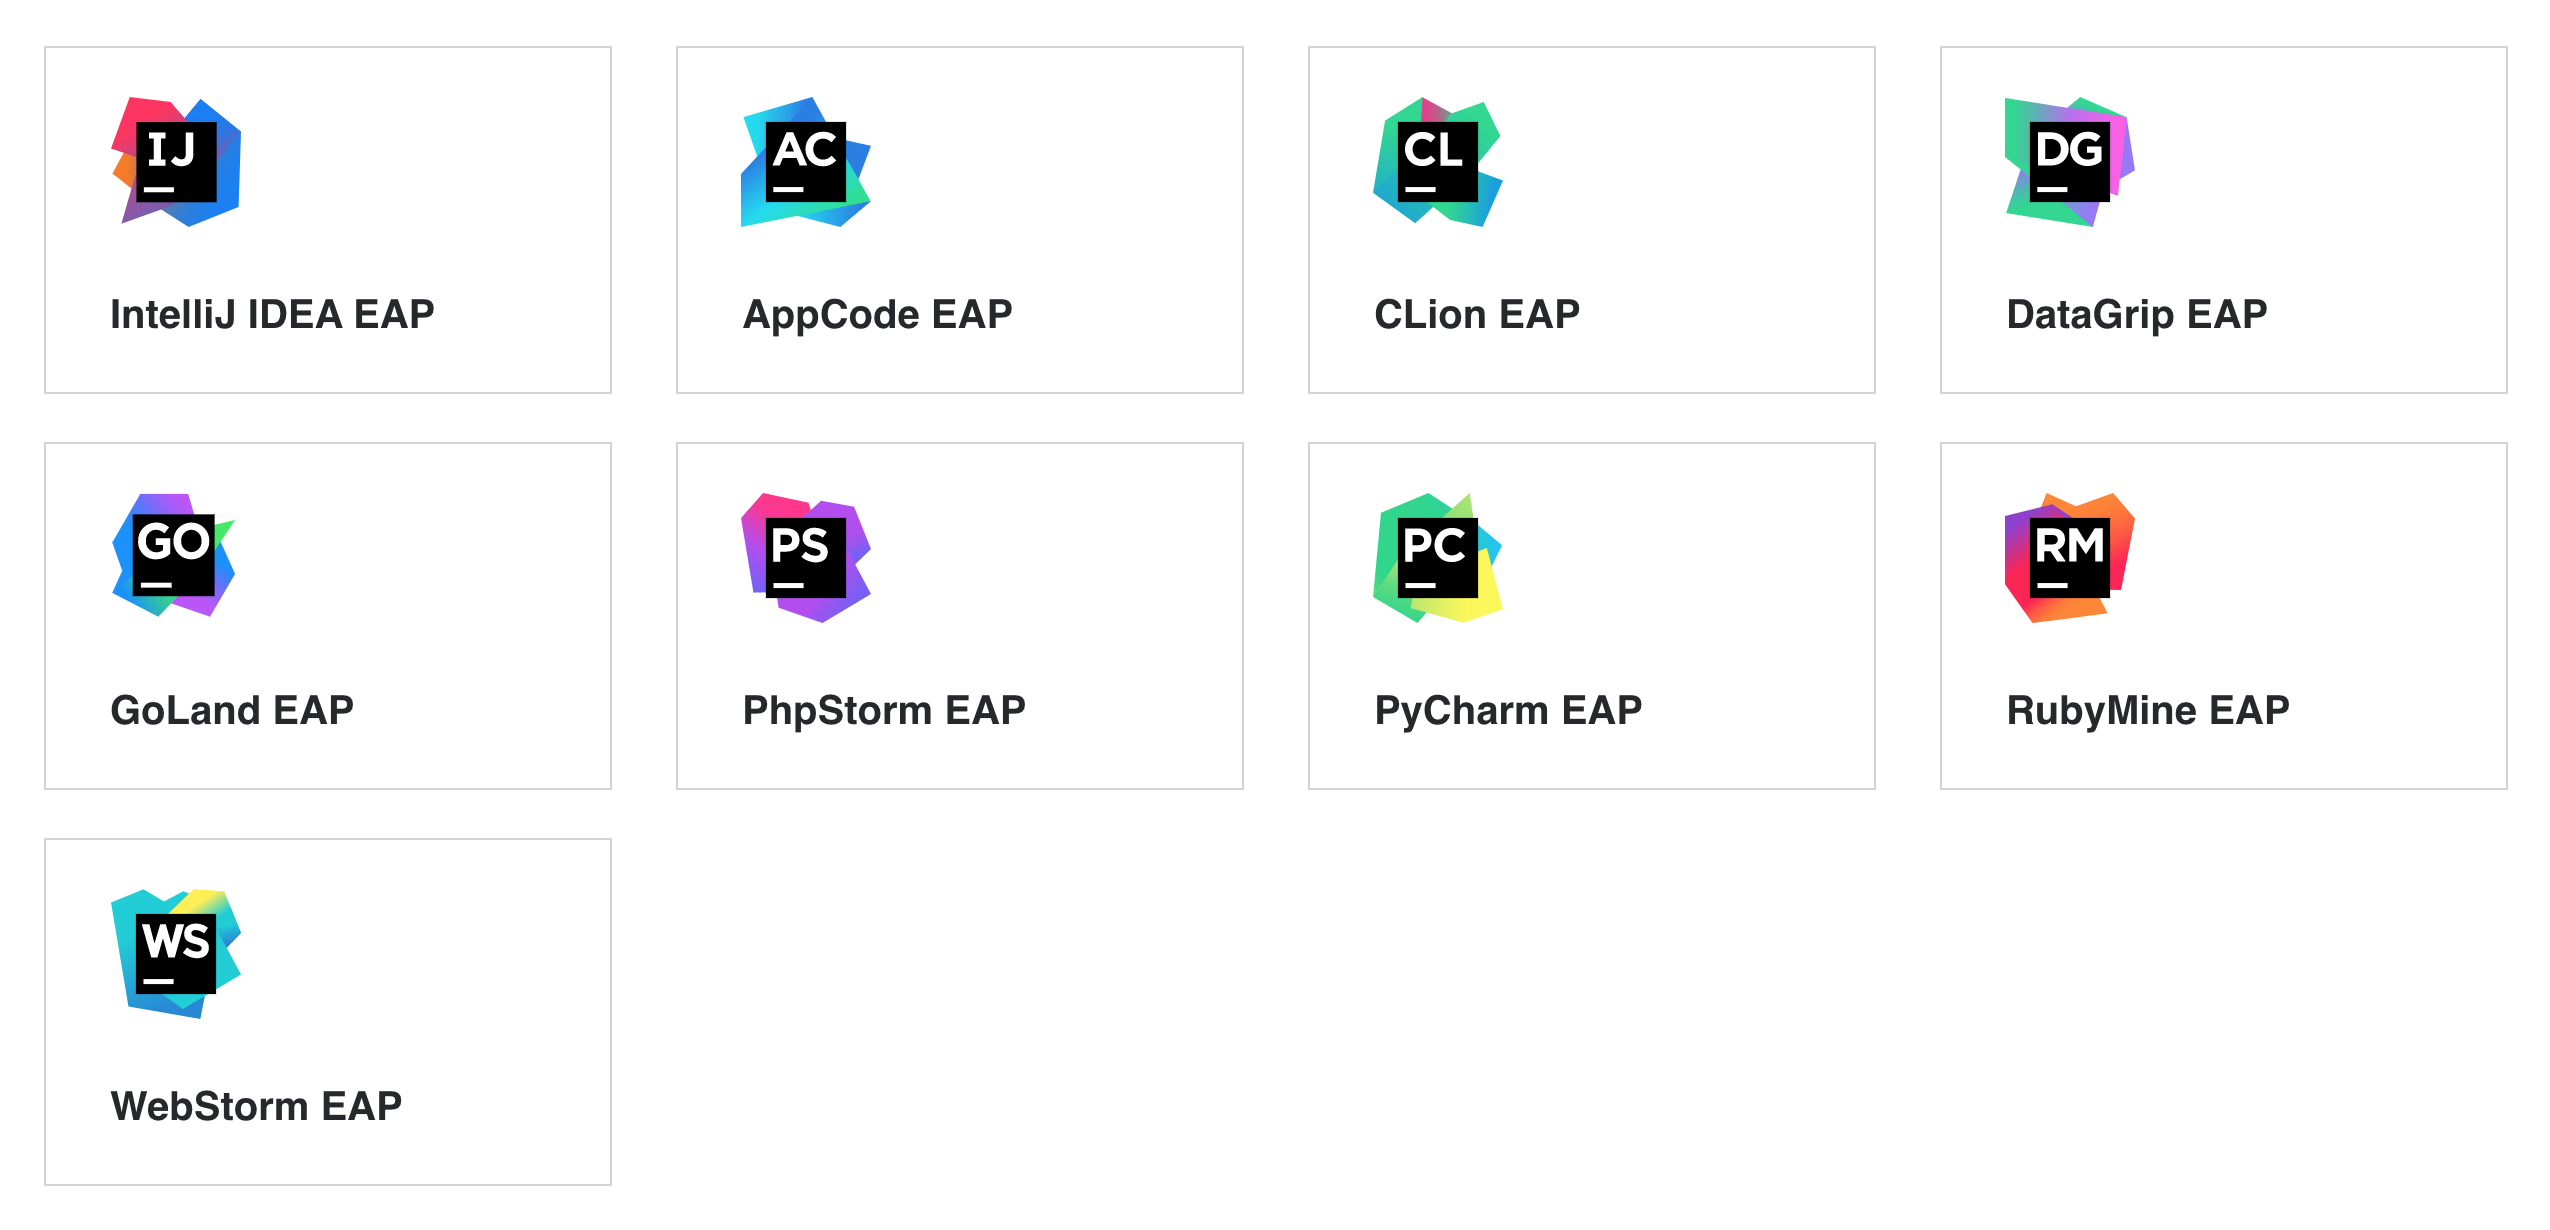 IJ
AC
CL
DG
IntelliJ IDEA EAP
AppCode EAP
CLion EAP
DataGrip EAP
GO
PS
PC
RM
GoLand EAP
PhpStorm EAP
PyCharm EAP
RubyMine EAP
WS
WebStorm EAP